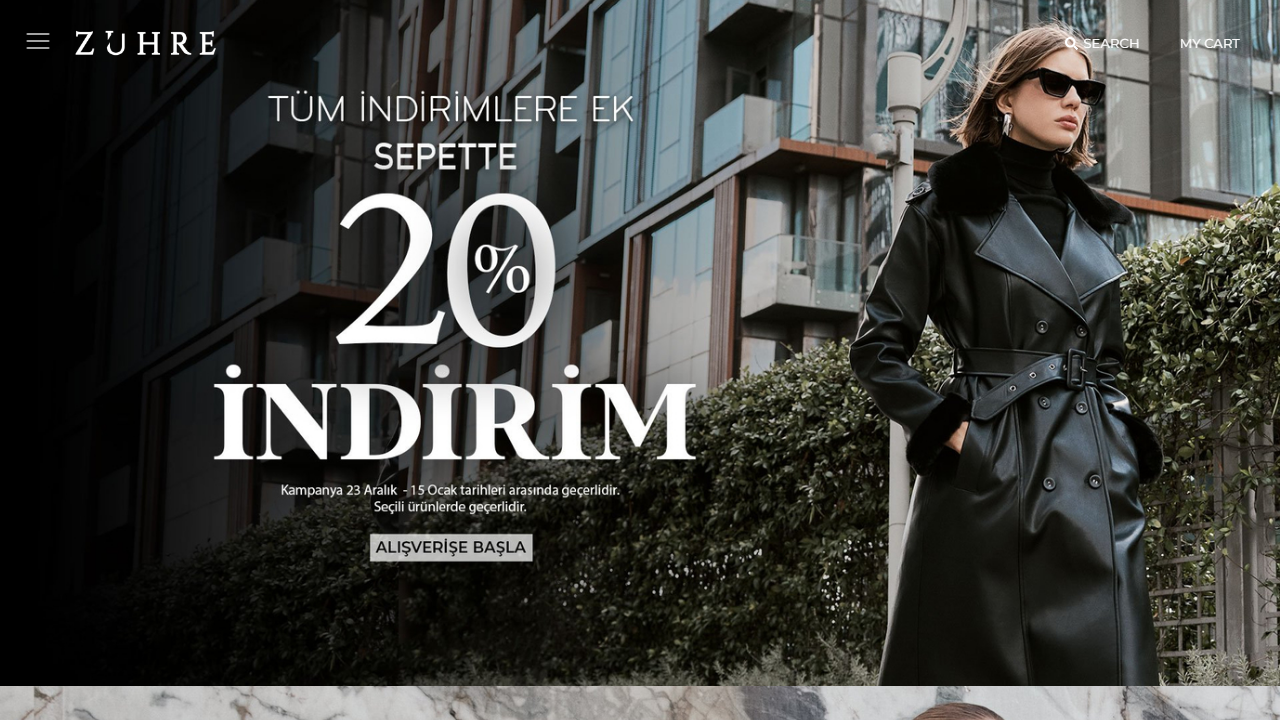 ZÜHRE
SEARCH
MY CART
TÜM İNDİRİMLERE EK
SEPETTE
%20
İNDİRİM
Kampanya 23 Aralık - 15 Ocak tarihleri arasında geçerlidir.
Seçili ürünlerde geçerlidir.
ALIŞVERİŞE BAŞLA